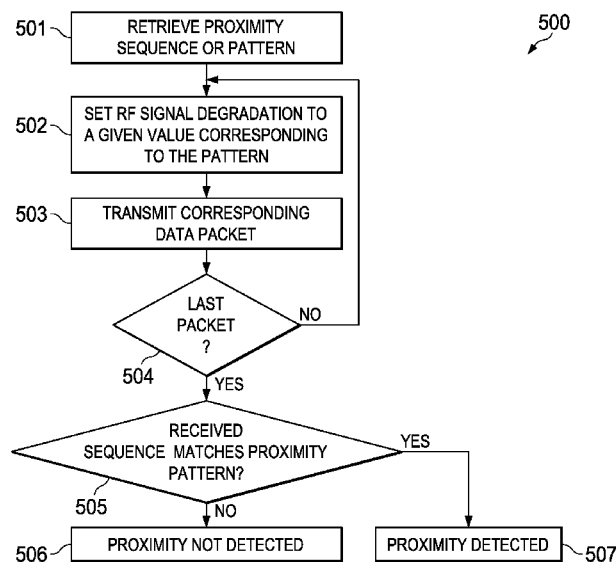 501
RETRIEVE PROXIMITY
SEQUENCE OR PATTERN
500
502
SET RF SIGNAL DEGRADATION TO
A GIVEN VALUE CORRESPONDING
TO THE PATTERN
503
TRANSMIT CORRESPONDING
DATA PACKET
LAST
PACKET
?
NO
504
YES
RECEIVED
SEQUENCE MATCHES PROXIMITY
PATTERN?
YES
505
NO
506
PROXIMITY NOT DETECTED
PROXIMITY DETECTED
507